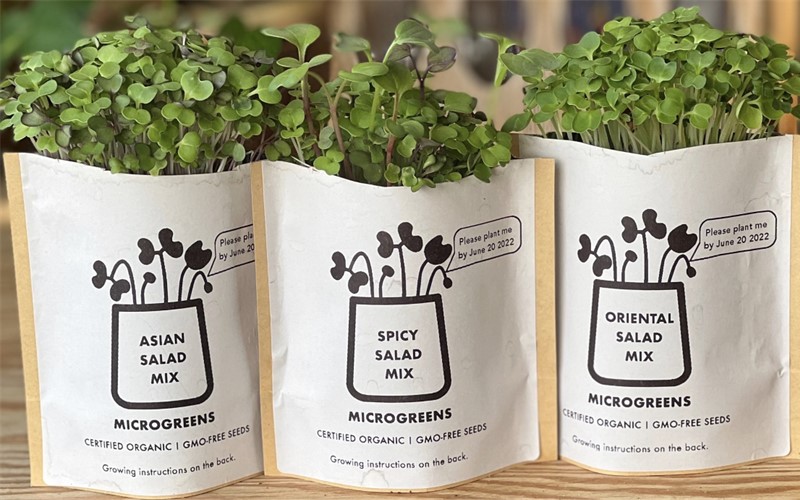 Please pla
by June 20
ASIAN
SALAD
MIX
MICROGREENS
CERTIFIED ORGANIC | GMO-FREE SEEDS
Growing instructions on the back.
Please plant me
by June 20 2022
SPICY
SALAD
MIX
MICROGREENS
CERTIFIED ORGANIC | GMO-FREE SEEDS
Growing instructions on the back.
Please plant me
by June 20 2022
ORIENTAL
SALAD
MIX
MICROGREENS
CERTIFIED ORGANIC | GMO-FREE SEEDS
Growing instructions on the back.